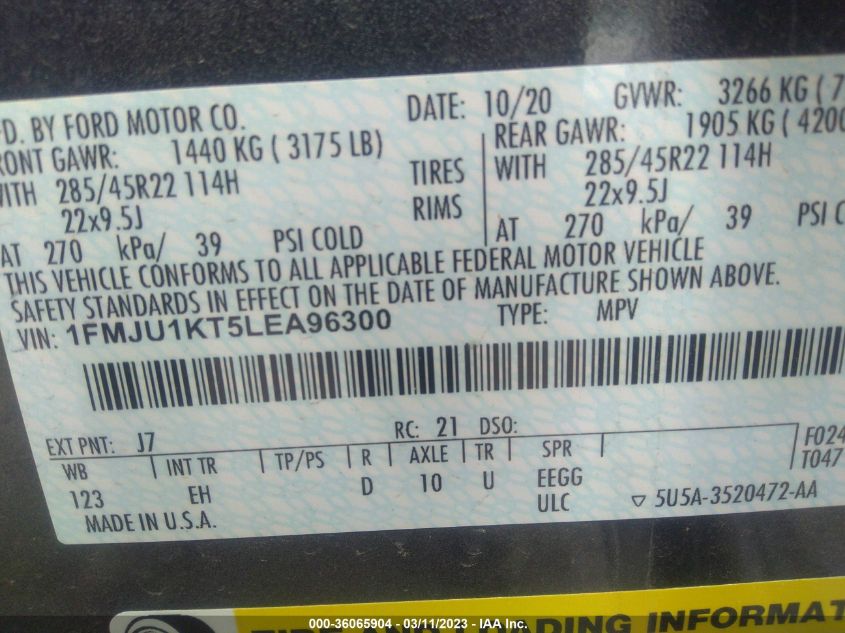 D. BY FORD MOTOR CO. DATE: 10/20 GVWR: 3266 KG ( 7
RONT GAWR: 1440 KG ( 3175 LB) REAR GAWR: 1905 KG ( 4200
WITH 285/45R22 114H TIRES WITH 285/45R22 114H
22x9.5J RIMS 22x9.5J
AT 270 kPa/ 39 PSI COLD AT 270 kPa/ 39 PSI C
THIS VEHICLE CONFORMS TO ALL APPLICABLE FEDERAL MOTOR VEHICLE
SAFETY STANDARDS IN EFFECT ON THE DATE OF MANUFACTURE SHOWN ABOVE.
VIN: 1FMJU1KT5LEA96300 TYPE: MPV
EXT PNT: J7 RC: 21 DSO:
WB INT TR TP/PS R AXLE TR SPR F024
T047
123 EH D 10 U EEGG
ULC ▽ 5U5A-3520472-AA
MADE IN U.S.A.
TIRE AND LOADING INFORMAT
000-36065904 - 03/11/2023 - IAA Inc.